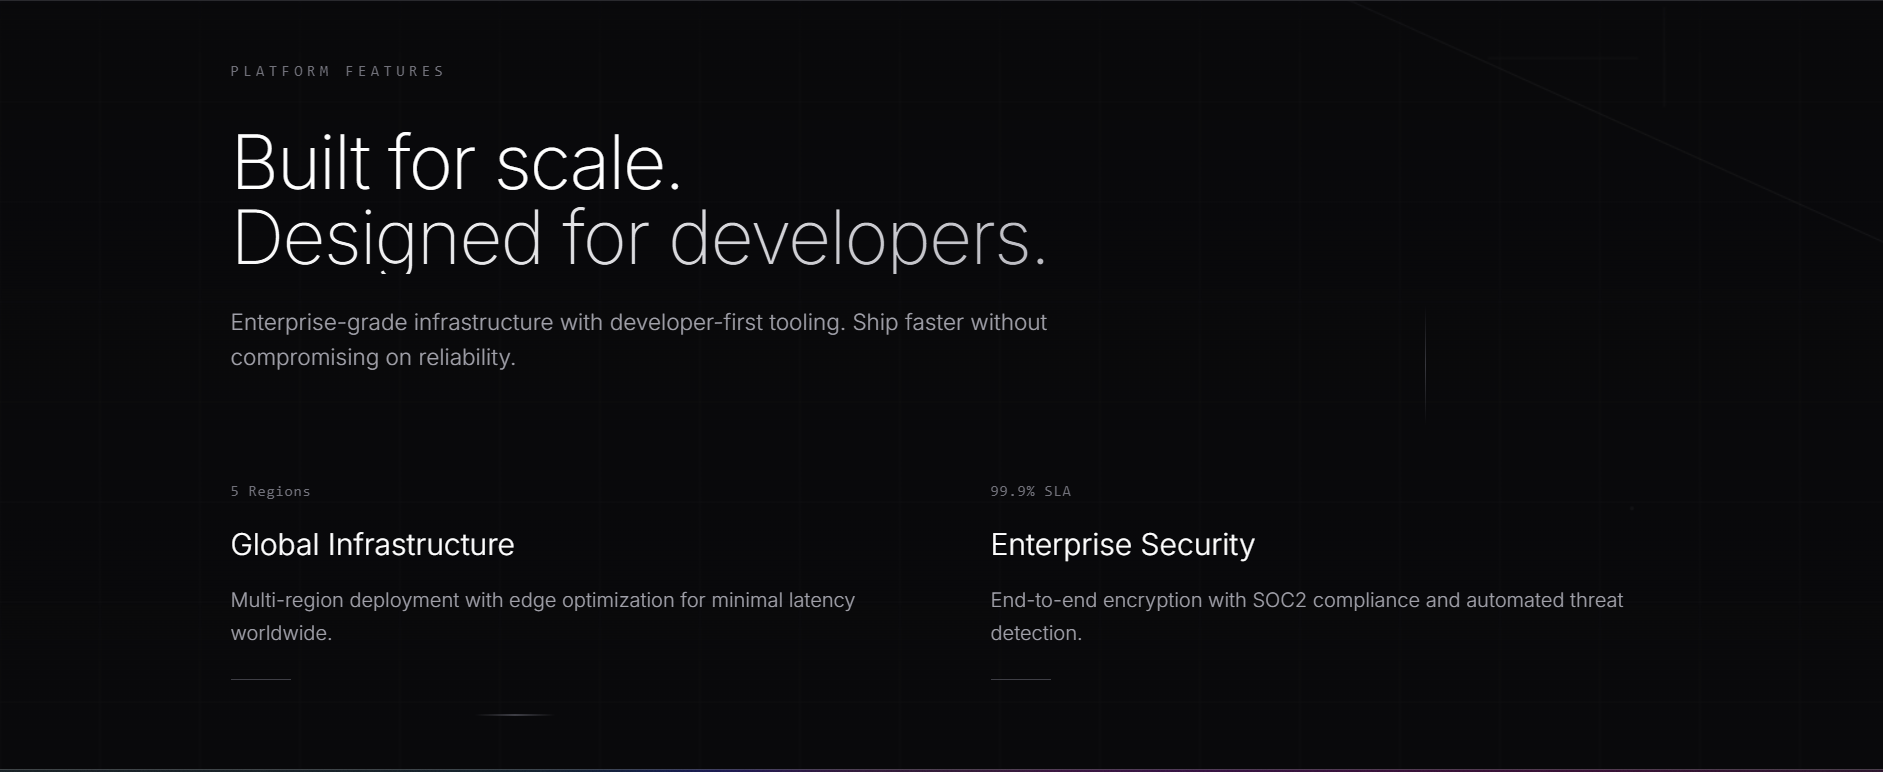 PLATFORM FEATURES
Built for scale.
Designed for developers.
Enterprise-grade infrastructure with developer-first tooling. Ship faster without
compromising on reliability.
5 Regions
99.9% SLA
Global Infrastructure
Enterprise Security
Multi-region deployment with edge optimization for minimal latency
worldwide.
End-to-end encryption with SOC2 compliance and automated threat
detection.